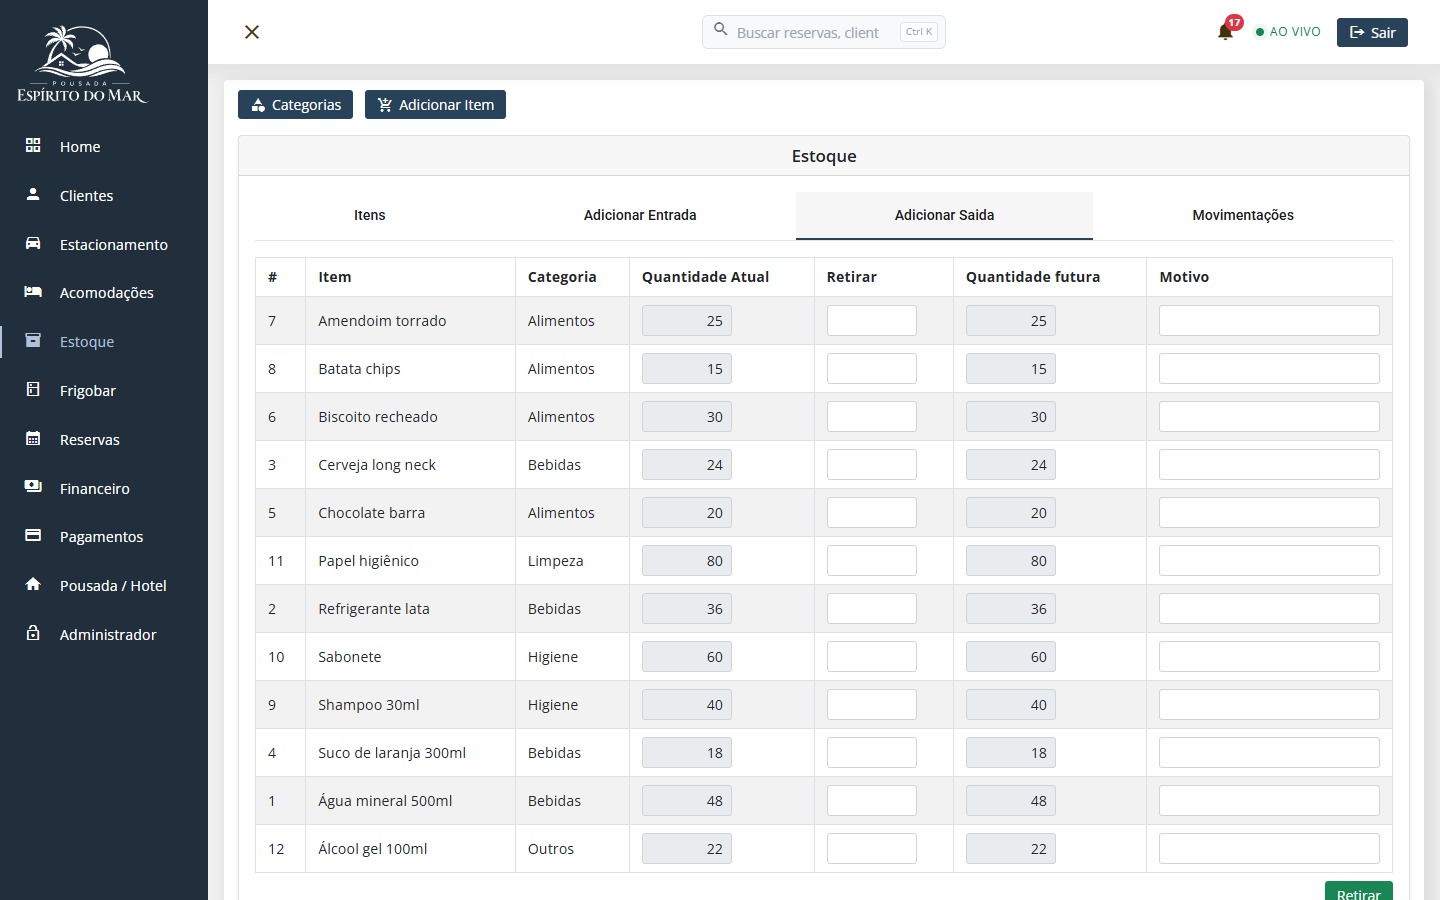 POUSADA
ESPÍRITO DO MAR
Home
Clientes
Estacionamento
Acomodações
Estoque
Frigobar
Reservas
Financeiro
Pagamentos
Pousada / Hotel
Administrador
Buscar reservas, client
Ctrl K
17
AO VIVO
Sair
Categorias
Adicionar Item
Estoque
Itens Adicionar Entrada Adicionar Saida Movimentações
# Item Categoria Quantidade Atual Retirar Quantidade futura Motivo
7 Amendoim torrado Alimentos 25 25
8 Batata chips Alimentos 15 15
6 Biscoito recheado Alimentos 30 30
3 Cerveja long neck Bebidas 24 24
5 Chocolate barra Alimentos 20 20
11 Papel higiênico Limpeza 80 80
2 Refrigerante lata Bebidas 36 36
10 Sabonete Higiene 60 60
9 Shampoo 30ml Higiene 40 40
4 Suco de laranja 300ml Bebidas 18 18
1 Água mineral 500ml Bebidas 48 48
12 Álcool gel 100ml Outros 22 22
Retirar